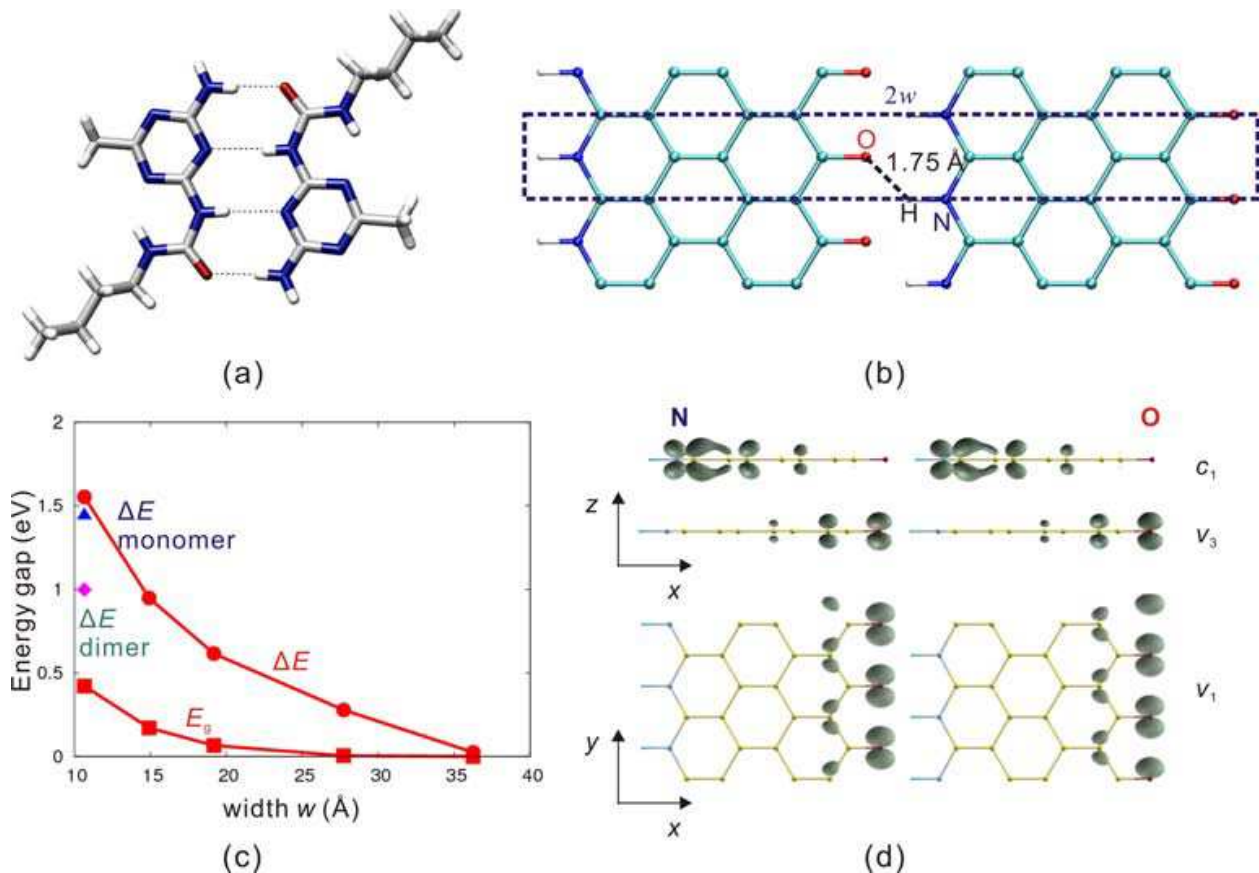 2w
O
1.75 Å
H
N
(a)
(b)
2
1.5
1
0.5
0
10
15
20
25
30
35
40
Energy gap (eV)
width w (Å)
ΔE
monomer
ΔE
dimer
ΔE
E_g
(c)
N
O
c₁
z
v₃
x
v₁
y
x
(d)